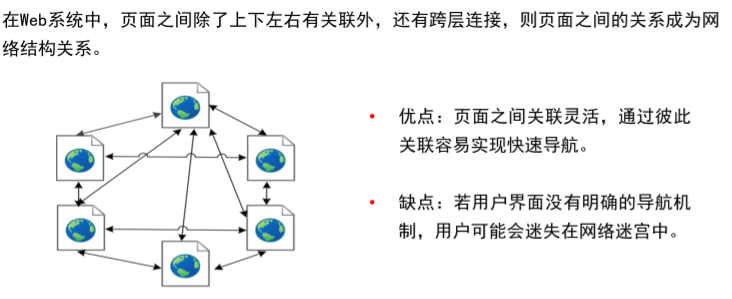 在Web系统中，页面之间除了上下左右有关联外，还有跨层连接，则页面之间的关系成为网
络结构关系。
• 优点：页面之间关联灵活，通过彼此
关联容易实现快速导航。
• 缺点：若用户界面没有明确的导航机
制，用户可能会迷失在网络迷宫中。